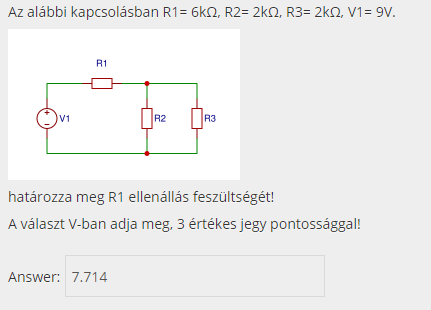 Az alábbi kapcsolásban R1= 6kΩ, R2= 2kΩ, R3= 2kΩ, V1= 9V.
R1
V1 R2 R3
határozza meg R1 ellenállás feszültségét!
A választ V-ban adja meg, 3 értékes jegy pontossággal!
Answer: 7.714